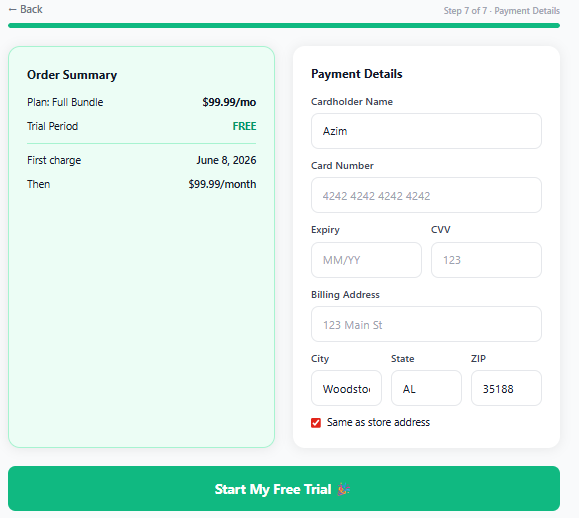 ← Back
Step 7 of 7 · Payment Details
Order Summary
Plan: Full Bundle $99.99/mo
Trial Period FREE
First charge June 8, 2026
Then $99.99/month
Payment Details
Cardholder Name
Azim
Card Number
4242 4242 4242 4242
Expiry CVV
MM/YY 123
Billing Address
123 Main St
City State ZIP
Woodsto AL 35188
Same as store address
Start My Free Trial 🎉